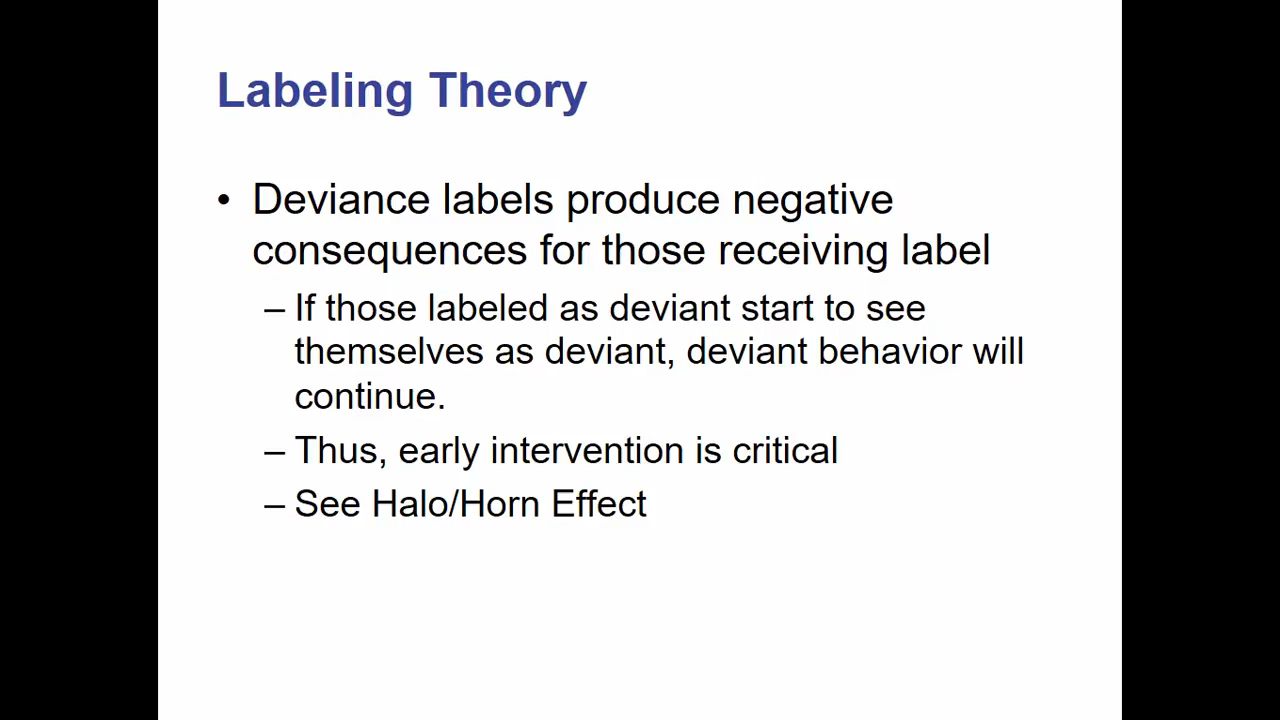 Labeling Theory
• Deviance labels produce negative
consequences for those receiving label
– If those labeled as deviant start to see
themselves as deviant, deviant behavior will
continue.
– Thus, early intervention is critical
– See Halo/Horn Effect